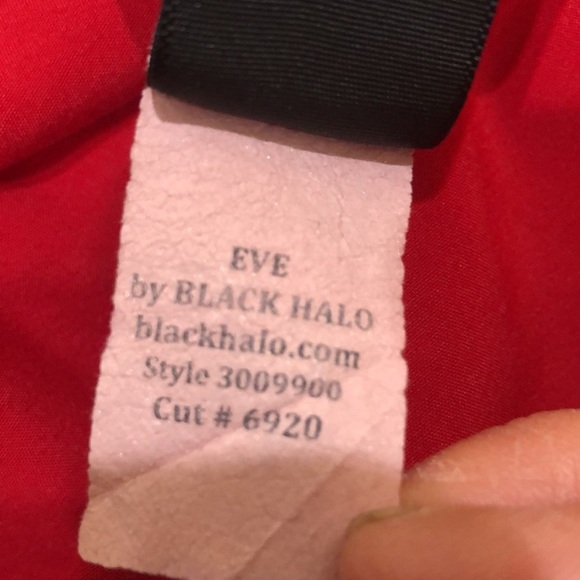 EVE
by BLACK HALO
blackhalo.com
Style 3009900
Cut # 6920